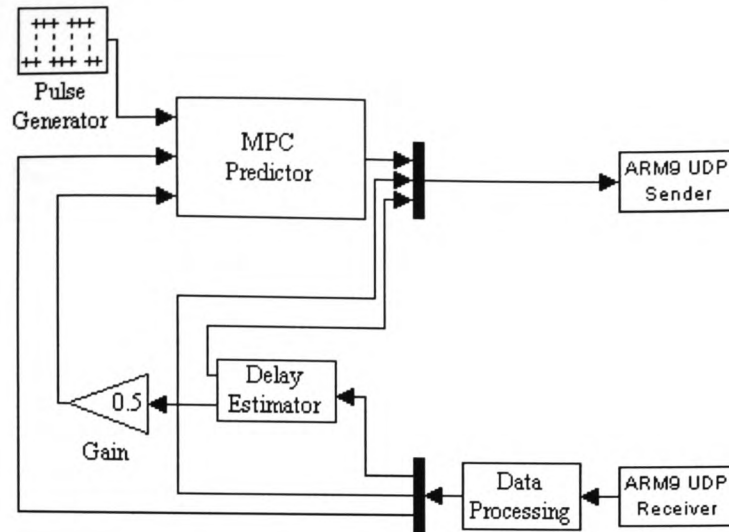 Pulse
Generator
MPC
Predictor
ARM9 UDP
Sender
Delay
Estimator
0.5
Gain
Data
Processing
ARM9 UDP
Receiver